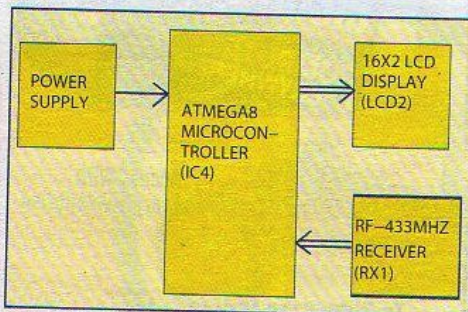 POWER
SUPPLY
ATMEGA8
MICROCON–
TROLLER
(IC4)
16X2 LCD
DISPLAY
(LCD2)
RF–433MHZ
RECEIVER
(RX1)